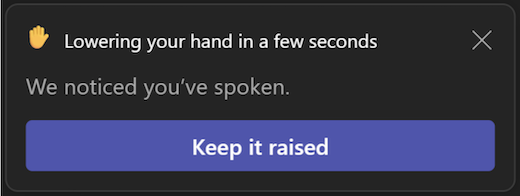 Lowering your hand in a few seconds
We noticed you’ve spoken.
Keep it raised